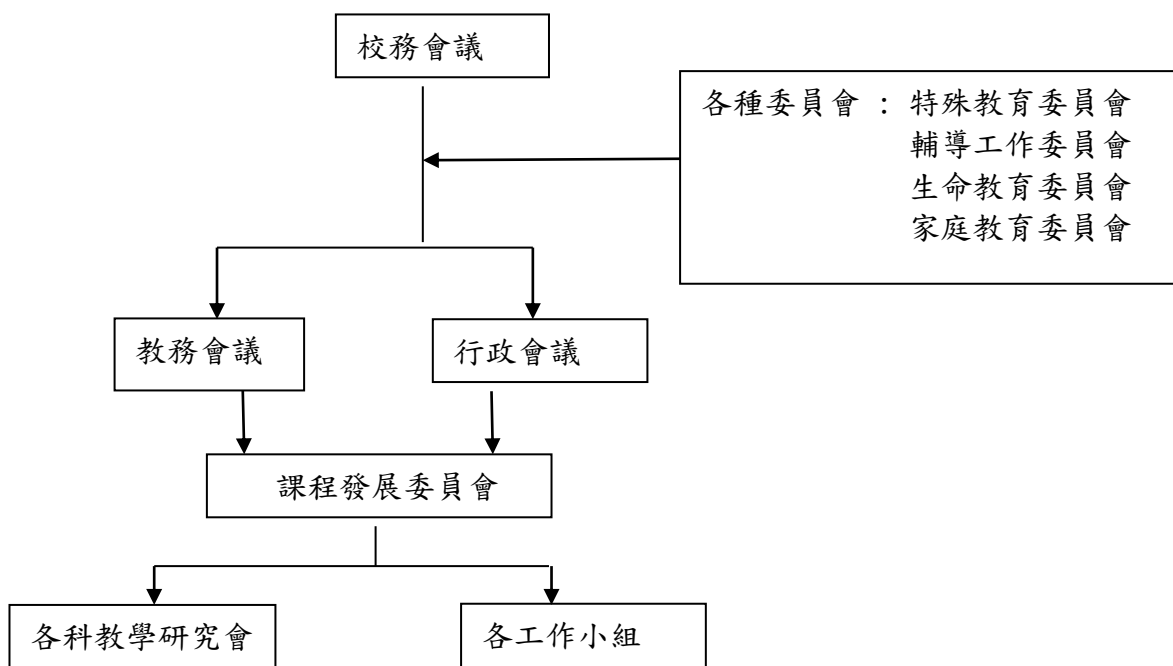 校務會議
各種委員會 : 特殊教育委員會
輔導工作委員會
生命教育委員會
家庭教育委員會
教務會議
行政會議
課程發展委員會
各科教學研究會
各工作小組